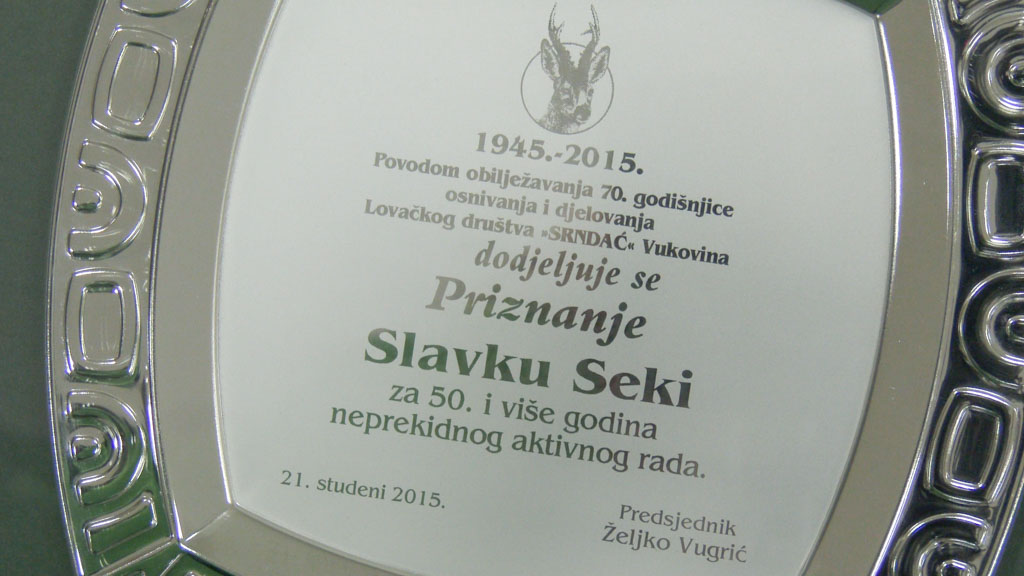 1945.-2015.
Povodom obilježavanja 70. godišnjice
osnivanja i djelovanja
Lovačkog društva »SRNDAĆ« Vukovina
dodjeljuje se
Priznanje
Slavku Seki
za 50. i više godina
neprekidnog aktivnog rada.
21. studeni 2015.
Predsjednik
Željko Vugrić